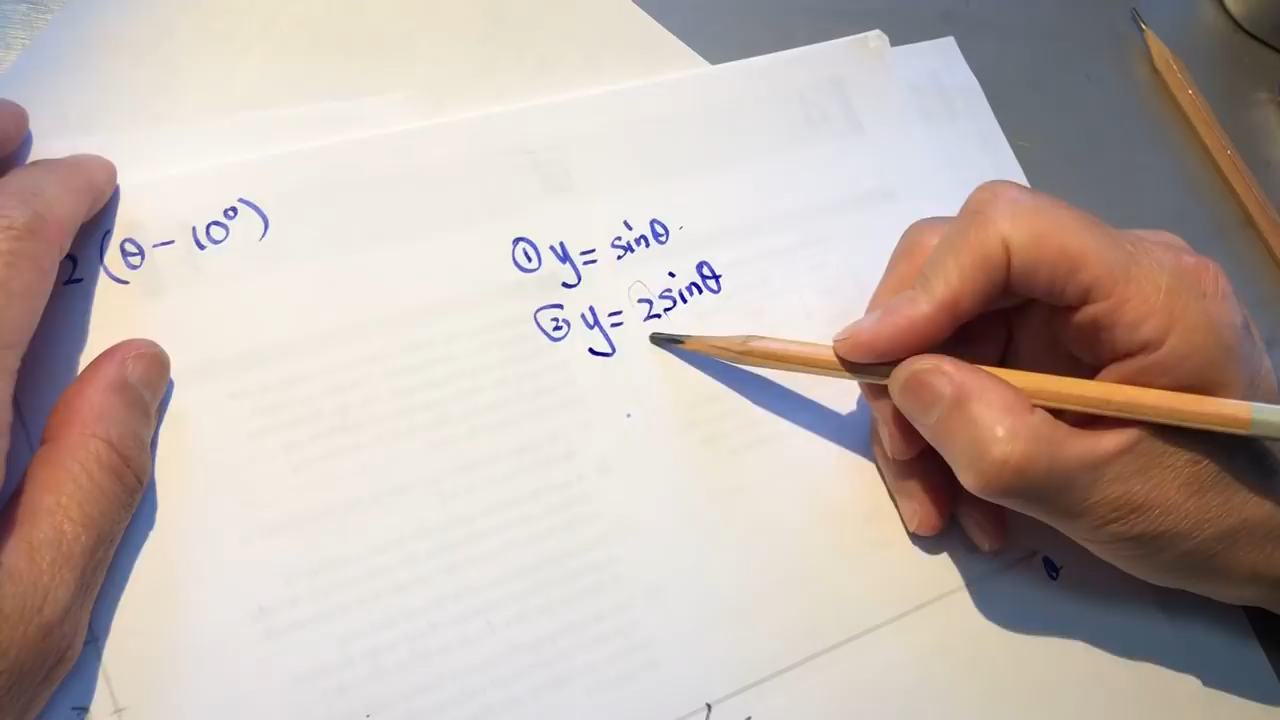 2 (θ - 10°)
① y = sinθ
② y = 2sinθ
θ